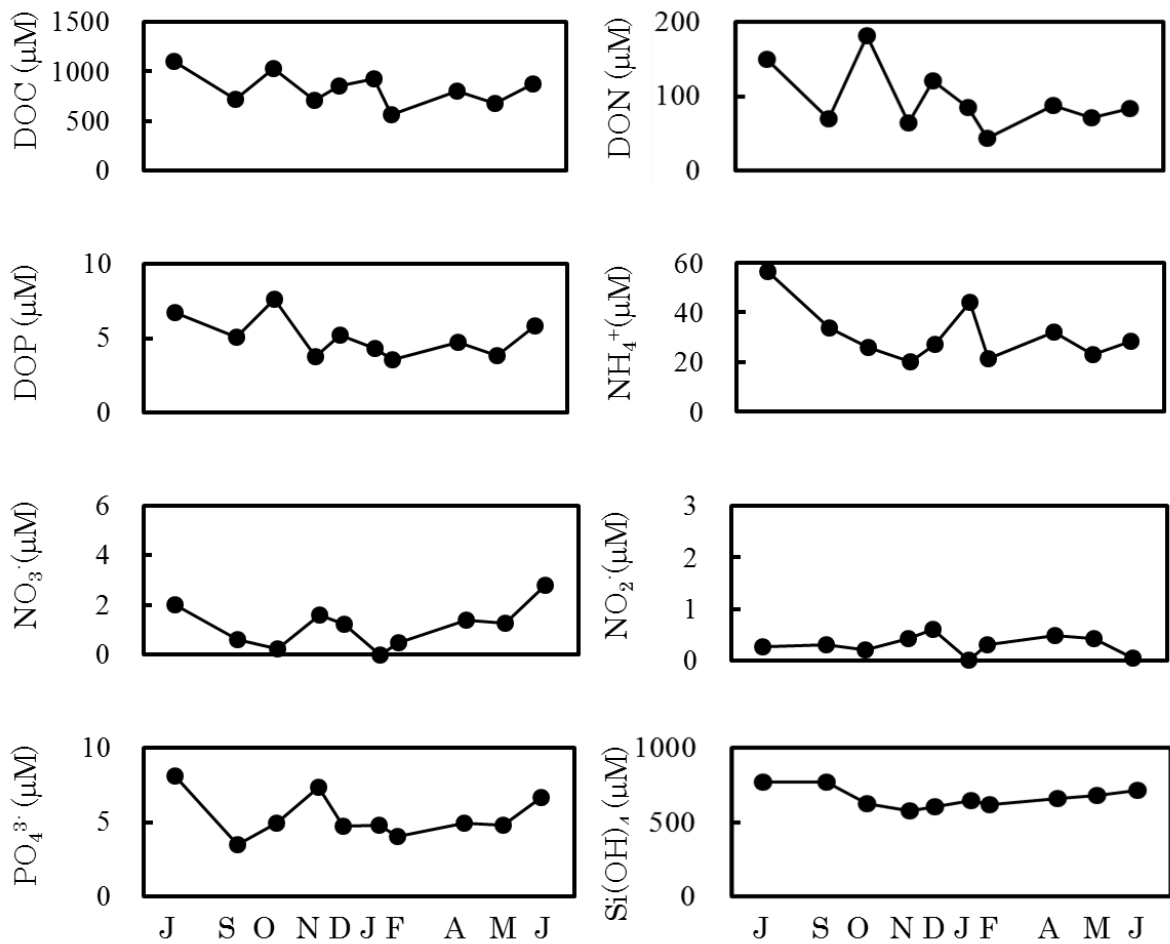 DOC (μM)
1500
1000
500
0
DON (μM)
200
100
0
DOP (μM)
10
5
0
NH₄⁺(μM)
60
40
20
0
NO₃⁻(μM)
6
4
2
0
NO₂⁻(μM)
3
2
1
0
PO₄³⁻(μM)
10
5
0
Si(OH)₄ (μM)
1000
500
0
J S O N D J F A M J
J S O N D J F A M J